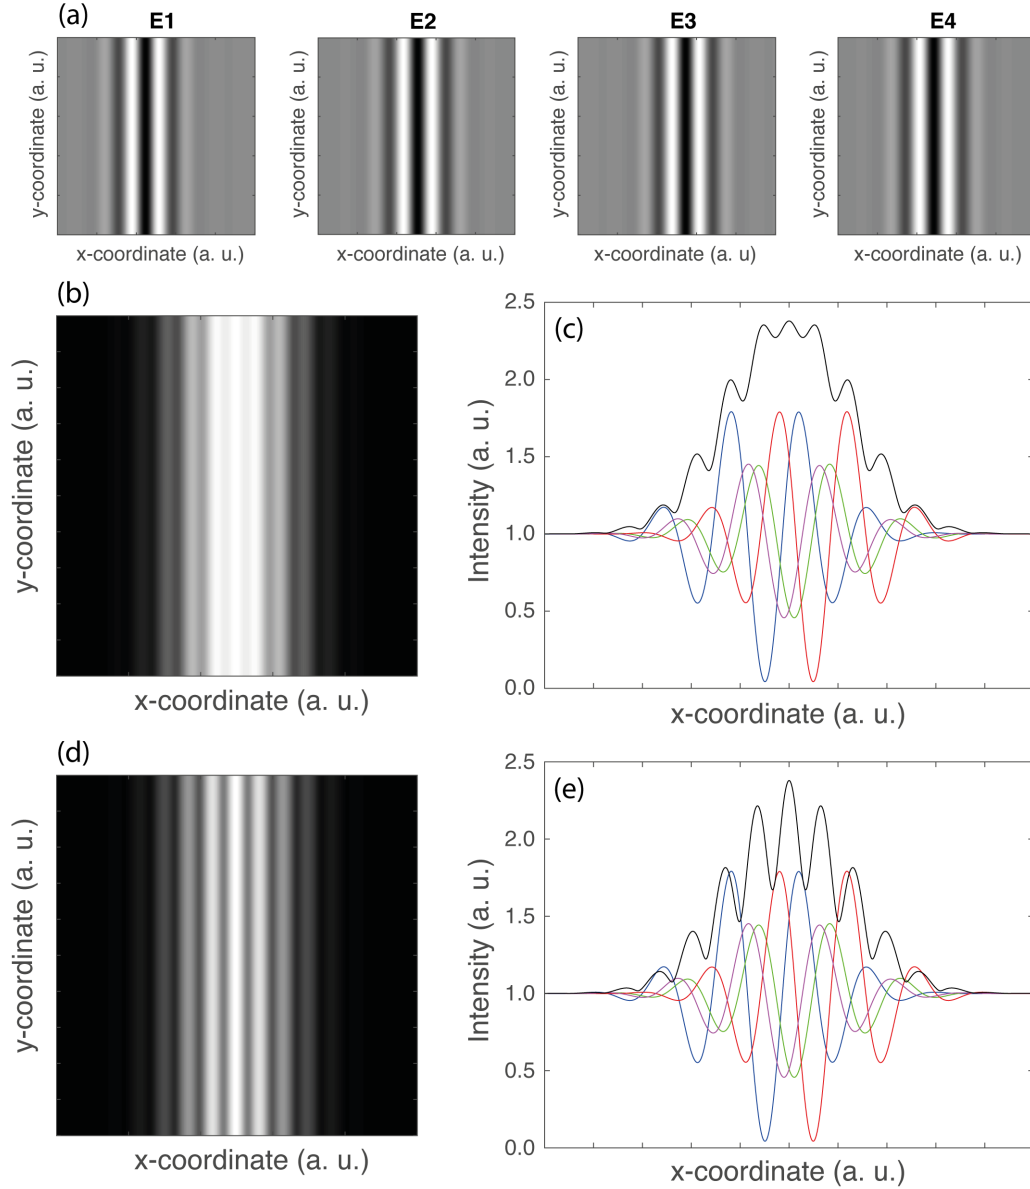 (a)
E1 E2 E3 E4
y-coordinate (a. u.) y-coordinate (a. u.) y-coordinate (a. u.) y-coordinate (a. u.)
x-coordinate (a. u.) x-coordinate (a. u.) x-coordinate (a. u) x-coordinate (a. u.)
(b)
y-coordinate (a. u.)
x-coordinate (a. u.)
(c)
Intensity (a. u.)
2.5
2.0
1.5
1.0
0.5
0.0
x-coordinate (a. u.)
(d)
y-coordinate (a. u.)
x-coordinate (a. u.)
(e)
Intensity (a. u.)
2.5
2.0
1.5
1.0
0.5
0.0
x-coordinate (a. u.)